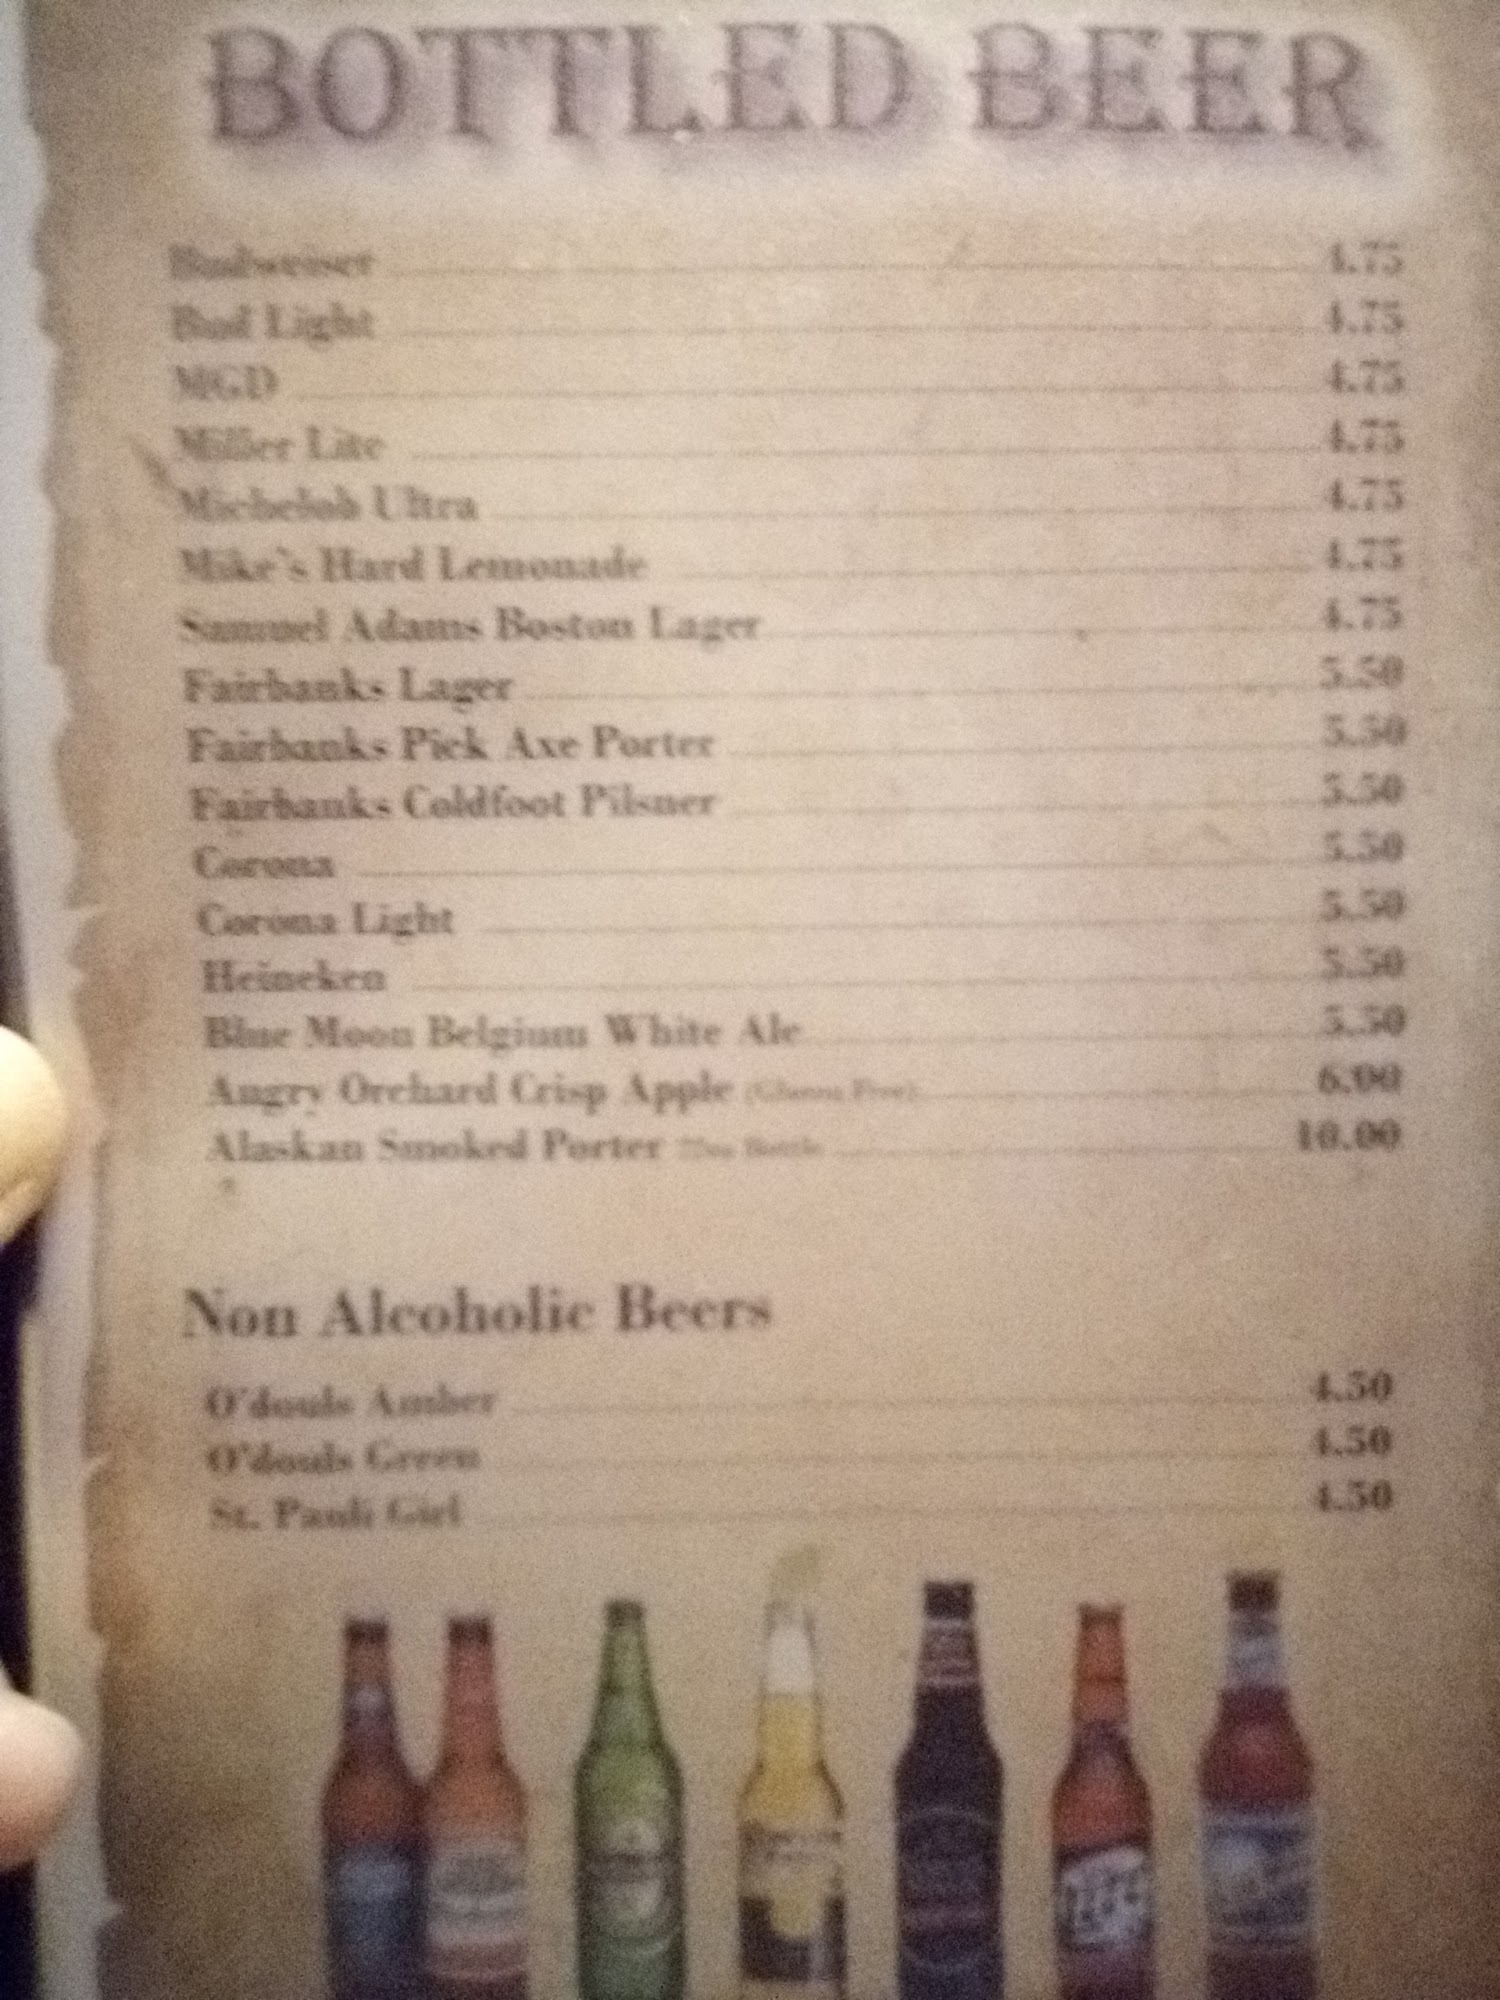 BOTTLED BEER
Budweiser 4.75
Bud Light 4.75
MGD 4.75
Miller Lite 4.75
Michelob Ultra 4.75
Mike's Hard Lemonade 4.75
Samuel Adams Boston Lager 4.75
Fairbanks Lager 5.50
Fairbanks Pick Axe Porter 5.50
Fairbanks Coldfoot Pilsner 5.50
Corona 5.50
Corona Light 5.50
Heineken 5.50
Blue Moon Belgium White Ale 5.50
Angry Orchard Crisp Apple (Gluten Free) 6.00
Alaskan Smoked Porter Bottle 10.00
Non Alcoholic Beers
O'douls Amber 4.50
O'douls Green 4.50
St. Pauli Girl 4.50